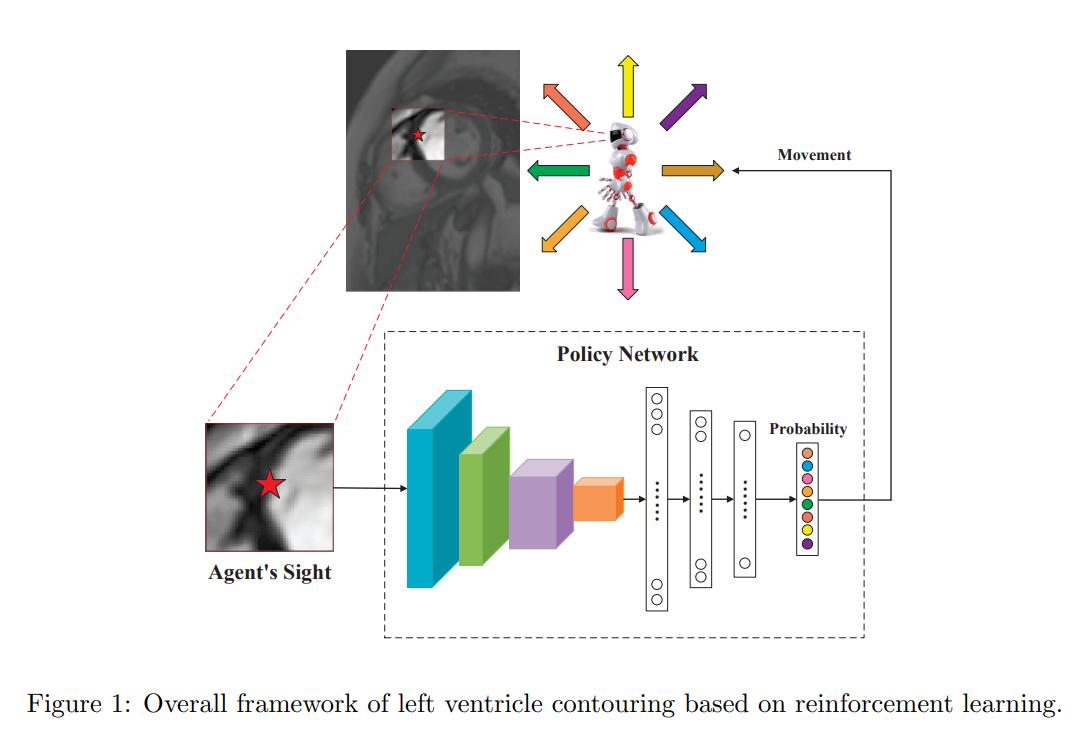 Movement
Policy Network
Probability
Agent's Sight
Figure 1: Overall framework of left ventricle contouring based on reinforcement learning.